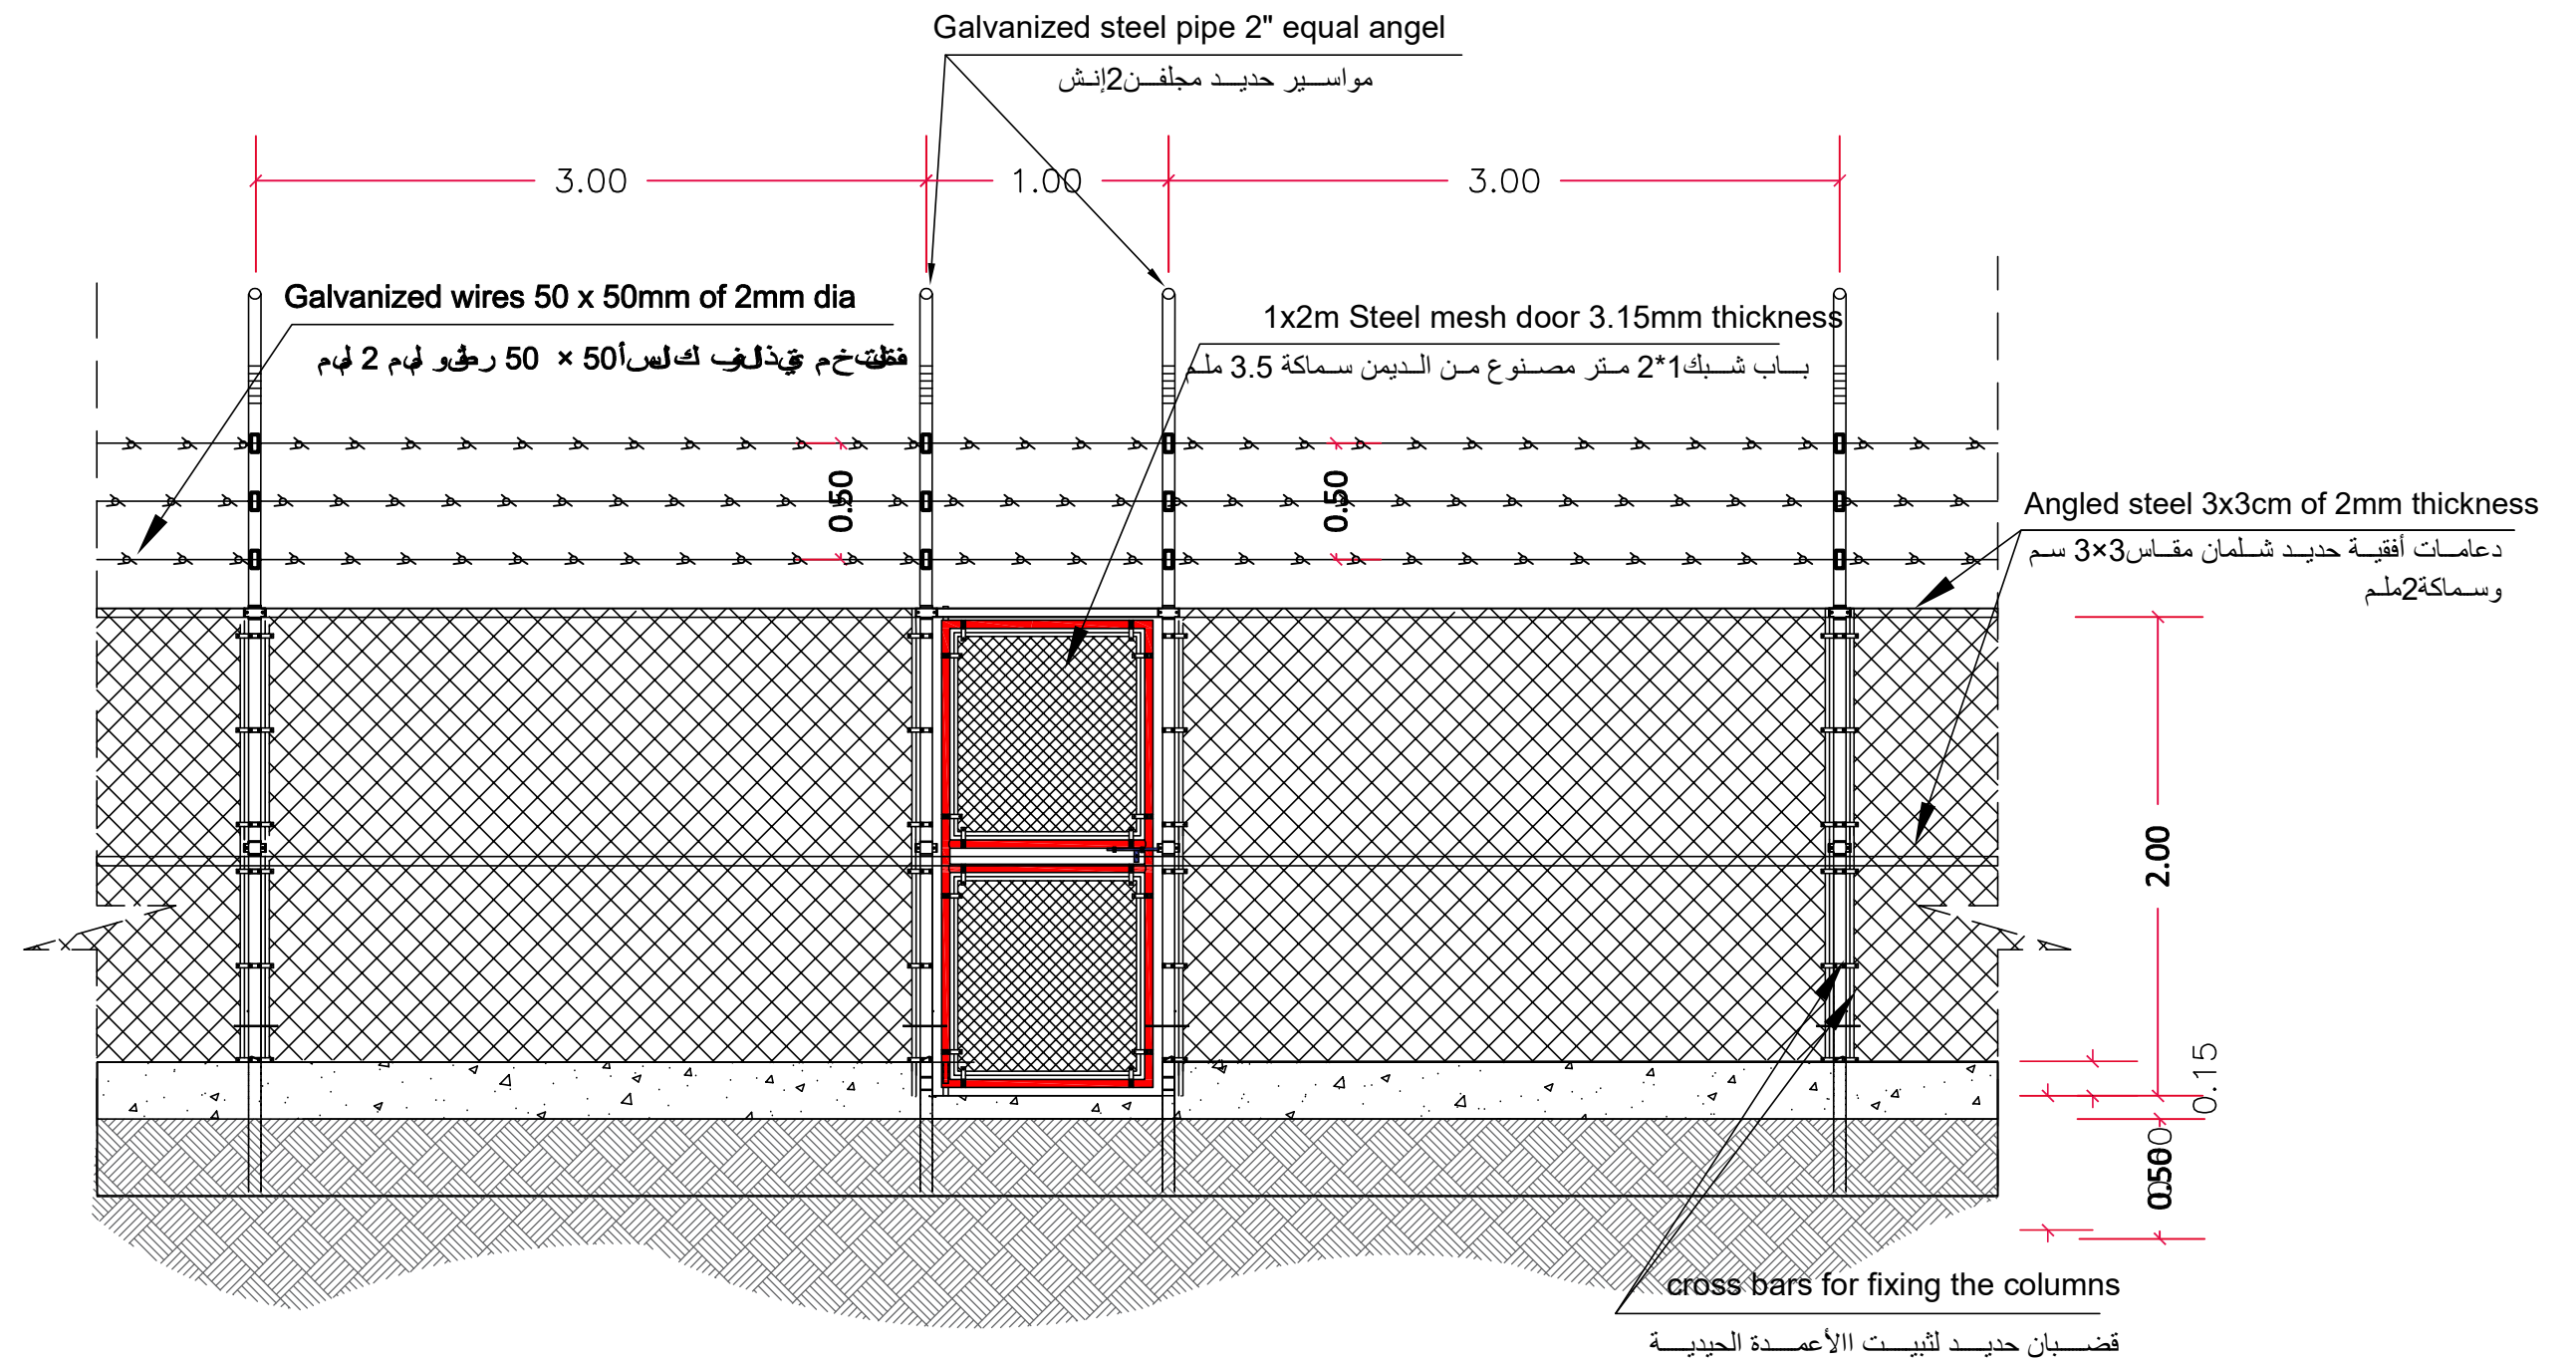 Galvanized steel pipe 2" equal angel
مواسير حديد مجلفن2إنش
3.00
1.00
3.00
Galvanized wires 50 x 50mm of 2mm dia
1x2m Steel mesh door 3.15mm thickness
باب شبك1*2 متر مصنوع من الديمن سماكة 3.5 ملم
0.50
0.50
Angled steel 3x3cm of 2mm thickness
دعامات أفقية حديد شلمان مقاس3×3 سم
وسماكة2ملم
2.00
0.15
cross bars for fixing the columns
قضبان حديد لثبيت االأعمدة الحيدية